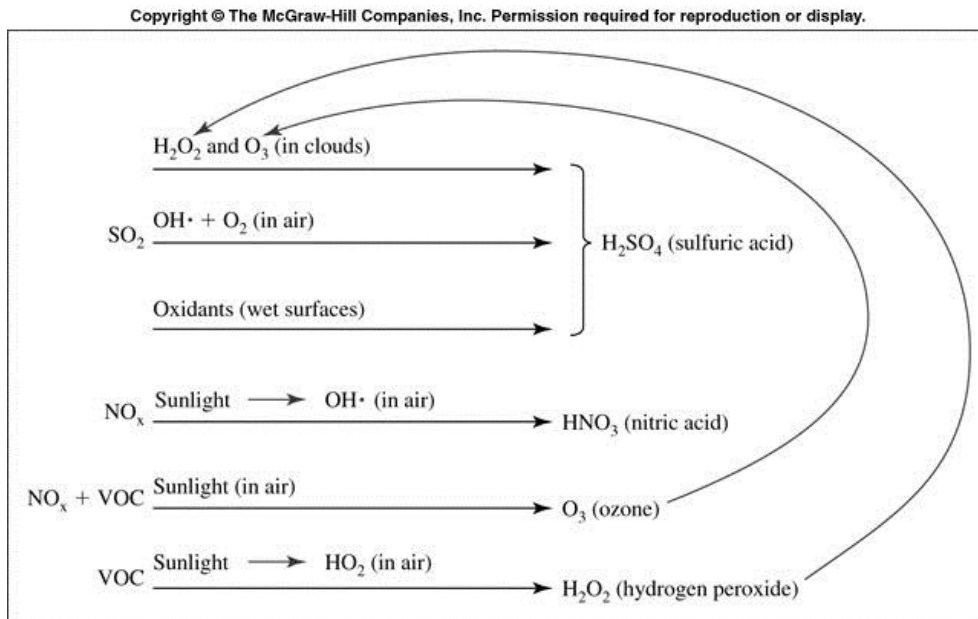 Copyright © The McGraw-Hill Companies, Inc. Permission required for reproduction or display.
H₂O₂ and O₃ (in clouds)
OH· + O₂ (in air)
SO₂
H₂SO₄ (sulfuric acid)
Oxidants (wet surfaces)
Sunlight → OH· (in air)
NOₓ
HNO₃ (nitric acid)
Sunlight (in air)
NOₓ + VOC
O₃ (ozone)
Sunlight → HO₂ (in air)
VOC
H₂O₂ (hydrogen peroxide)